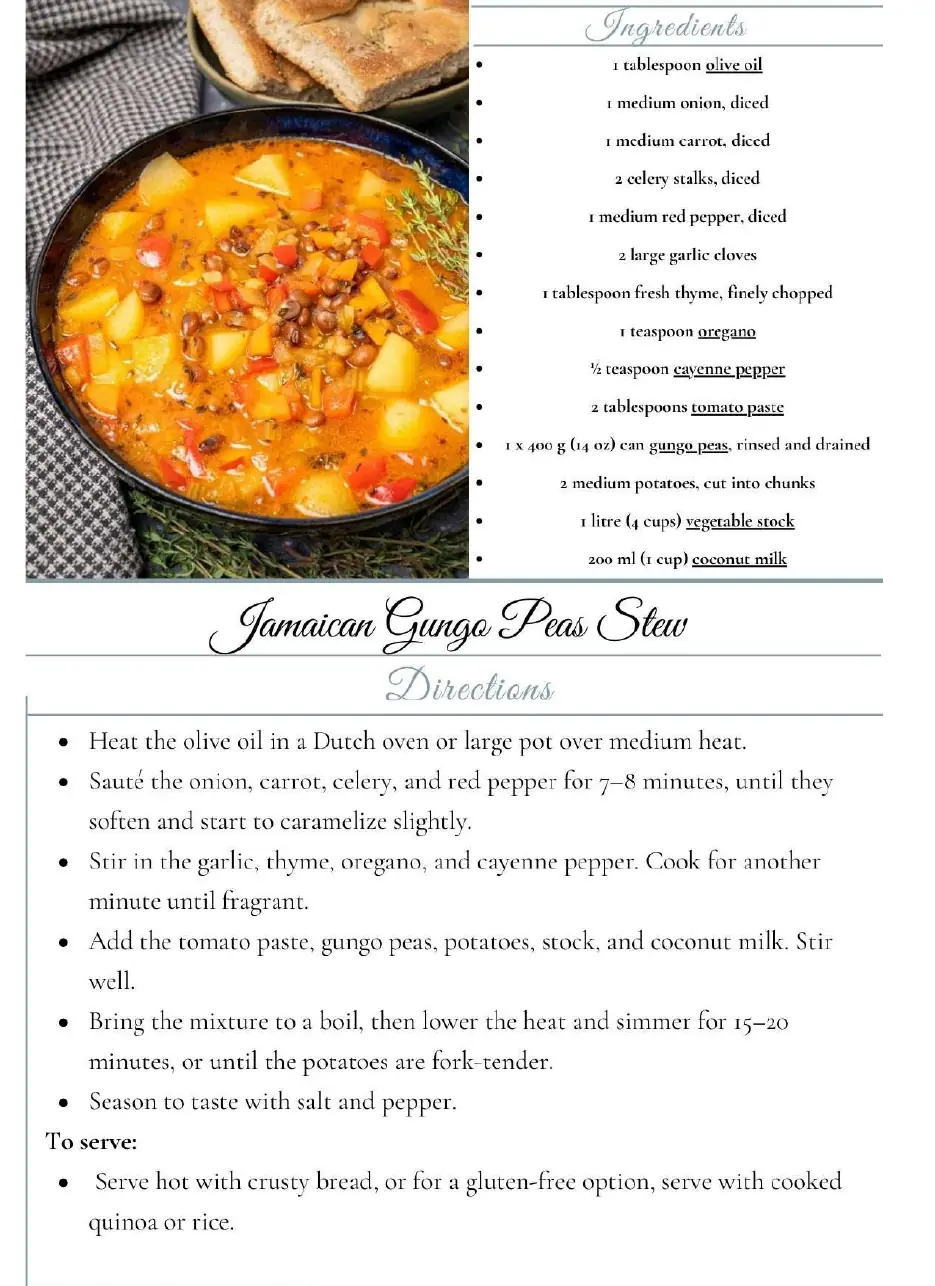 Ingredients
• 1 tablespoon olive oil
• 1 medium onion, diced
• 1 medium carrot, diced
• 2 celery stalks, diced
• 1 medium red pepper, diced
• 2 large garlic cloves
• 1 tablespoon fresh thyme, finely chopped
• 1 teaspoon oregano
• ½ teaspoon cayenne pepper
• 2 tablespoons tomato paste
• 1 x 400 g (14 oz) can gungo peas, rinsed and drained
• 2 medium potatoes, cut into chunks
• 1 litre (4 cups) vegetable stock
• 200 ml (1 cup) coconut milk
Jamaican Gungo Peas Stew
Directions
• Heat the olive oil in a Dutch oven or large pot over medium heat.
• Sauté the onion, carrot, celery, and red pepper for 7–8 minutes, until they
soften and start to caramelize slightly.
• Stir in the garlic, thyme, oregano, and cayenne pepper. Cook for another
minute until fragrant.
• Add the tomato paste, gungo peas, potatoes, stock, and coconut milk. Stir
well.
• Bring the mixture to a boil, then lower the heat and simmer for 15–20
minutes, or until the potatoes are fork-tender.
• Season to taste with salt and pepper.
To serve:
• Serve hot with crusty bread, or for a gluten-free option, serve with cooked
quinoa or rice.